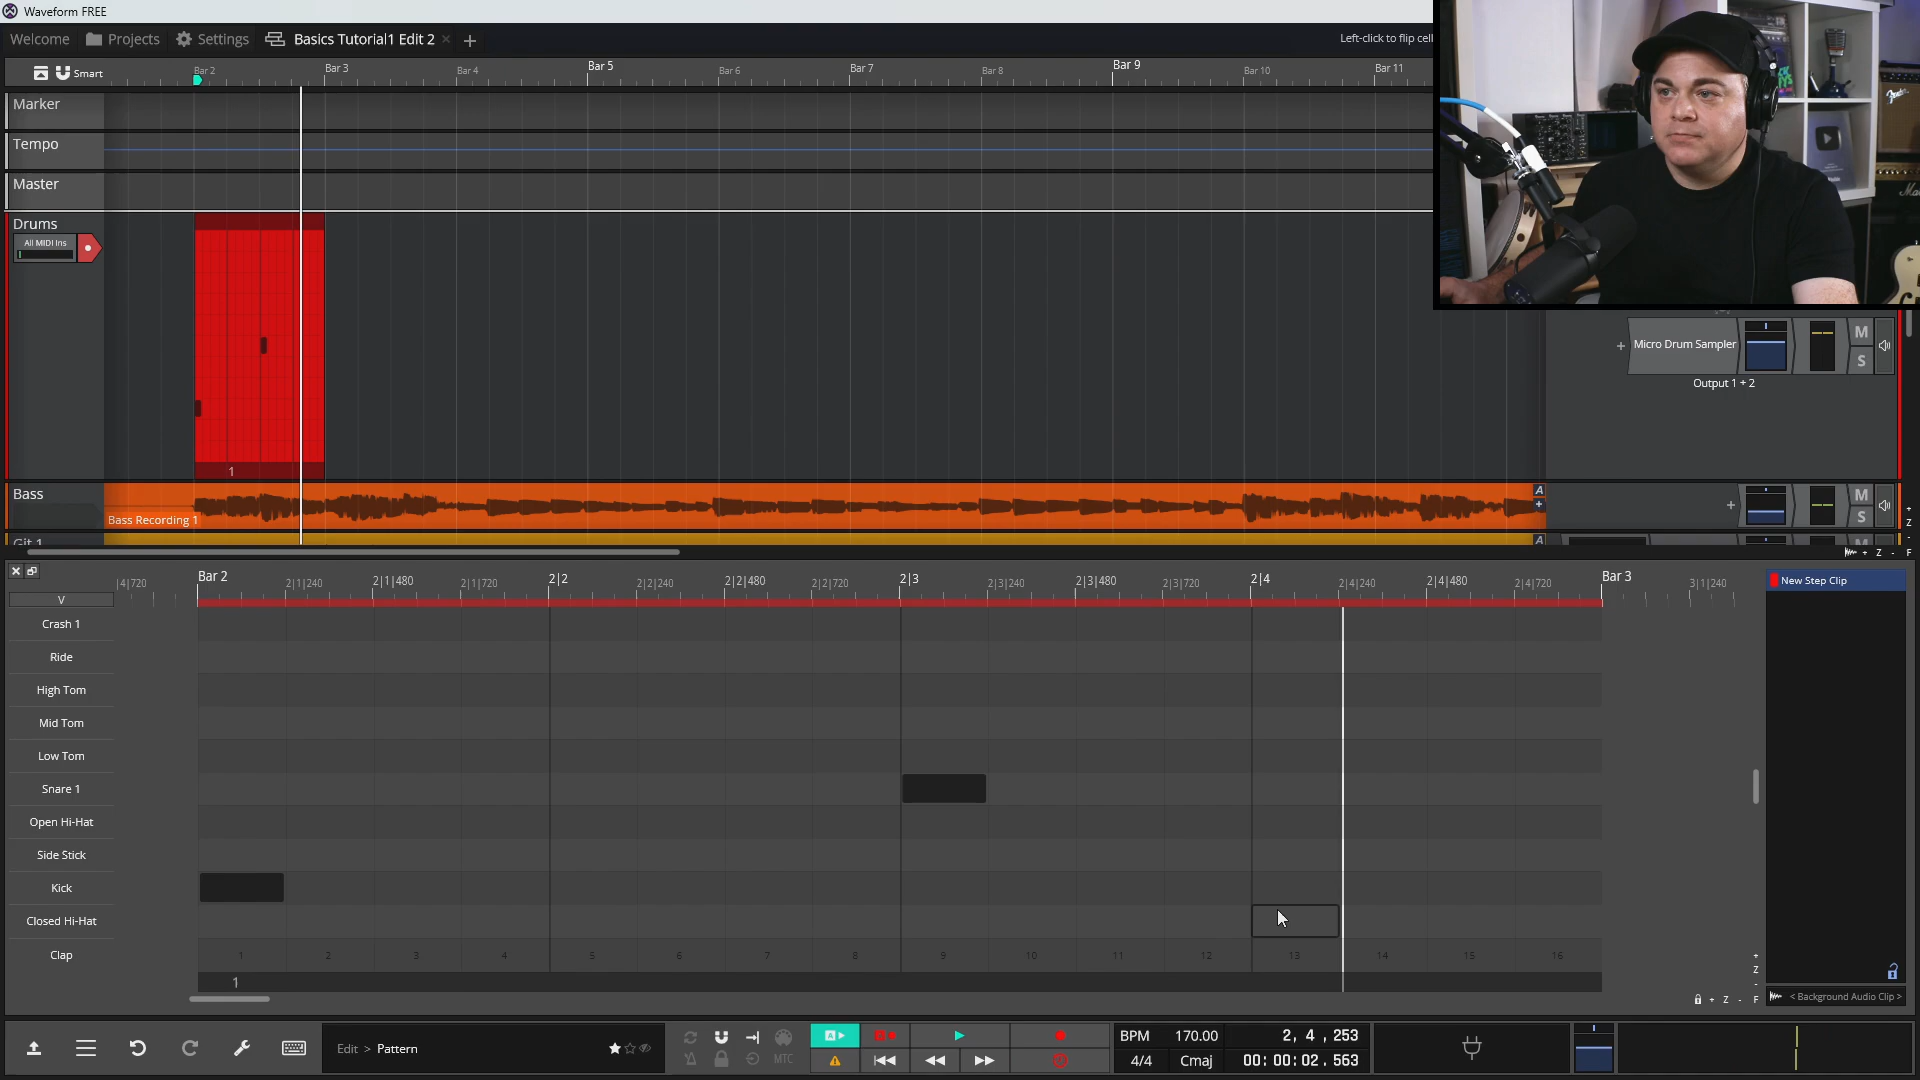 Waveform FREE
Welcome Projects Settings Basics Tutorial1 Edit 2 × +
Left-click to flip cell
Smart
Bar 2 Bar 3 Bar 4 Bar 5 Bar 6 Bar 7 Bar 8 Bar 9 Bar 10 Bar 11
Marker
Tempo
Master
Drums
All MIDI Ins
1
+ Micro Drum Sampler M
S
Output 1 + 2
Bass
Bass Recording 1
A
+
+ M
S
Git 1
A
+ Z - F
4|720 Bar 2 2|1|240 2|1|480 2|1|720 2|2 2|2|240 2|2|480 2|2|720 2|3 2|3|240 2|3|480 2|3|720 2|4 2|4|240 2|4|480 2|4|720 Bar 3 3|1|240
New Step Clip
V
Crash 1
Ride
High Tom
Mid Tom
Low Tom
Snare 1
Open Hi-Hat
Side Stick
Kick
Closed Hi-Hat
Clap
1 2 3 4 5 6 7 8 9 10 11 12 13 14 15 16
1
+ Z - F
< Background Audio Clip >
Edit > Pattern
MTC
A
BPM 170.00 2, 4, 253
4/4 Cmaj 00: 00: 02. 563